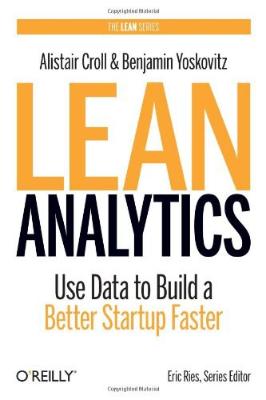 THE LEAN SERIES
Alistair Croll & Benjamin Yoskovitz
LEAN
ANALYTICS
Use Data to Build a
Better Startup Faster
O'REILLY®
Eric Ries, Series Editor